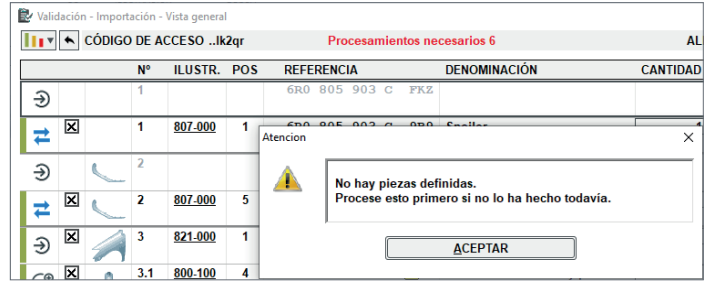 Validación - Importación - Vista general
CÓDIGO DE ACCESO ..lk2qr Procesamientos necesarios 6 AL
Nº ILUSTR. POS REFERENCIA DENOMINACIÓN CANTIDAD
1 6R0 805 903 C FKZ
1 807-000 1 6R0 805 903 C 9B9 Spoiler 1
Atencion
2
No hay piezas definidas.
Procese esto primero si no lo ha hecho todavía.
2 807-000 5
3 821-000 1
ACEPTAR
3.1 800-100 4